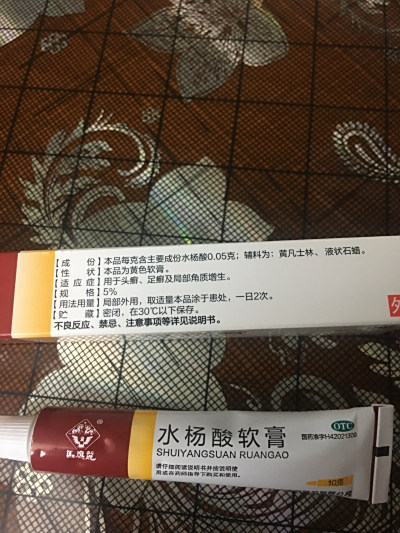 【成　份】本品每克含主要成份水杨酸0.05克；辅料为：黄凡士林、液状石蜡。
【性　状】本品为黄色软膏。
【适 应 症】用于头癣、足癣及局部角质增生。
【规　格】5%
【用法用量】局部外用，取适量本品涂于患处，一日2次。
【贮　藏】密闭，在30℃以下保存。
不良反应、禁忌、注意事项等详见说明书。
OTC
国药准字H42021309
水杨酸软膏
SHUIYANGSUAN RUANGAO
请仔细阅读说明书并按说明使
用或在药师指导下购买和使用。
10克